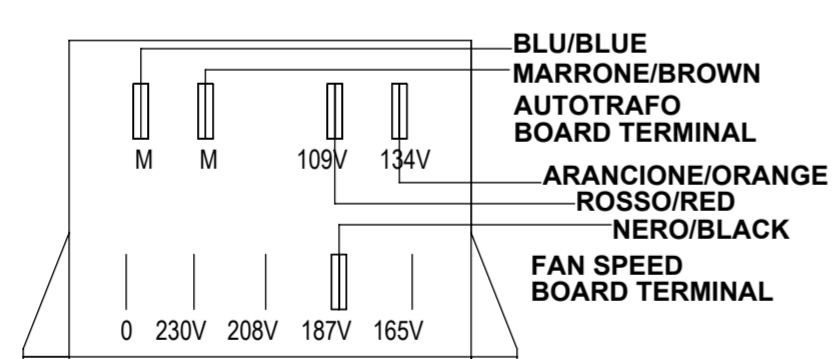 BLU/BLUE
MARRONE/BROWN
AUTOTRAFO
BOARD TERMINAL
M M 109V 134V
ARANCIONE/ORANGE
ROSSO/RED
NERO/BLACK
FAN SPEED
BOARD TERMINAL
0 230V 208V 187V 165V